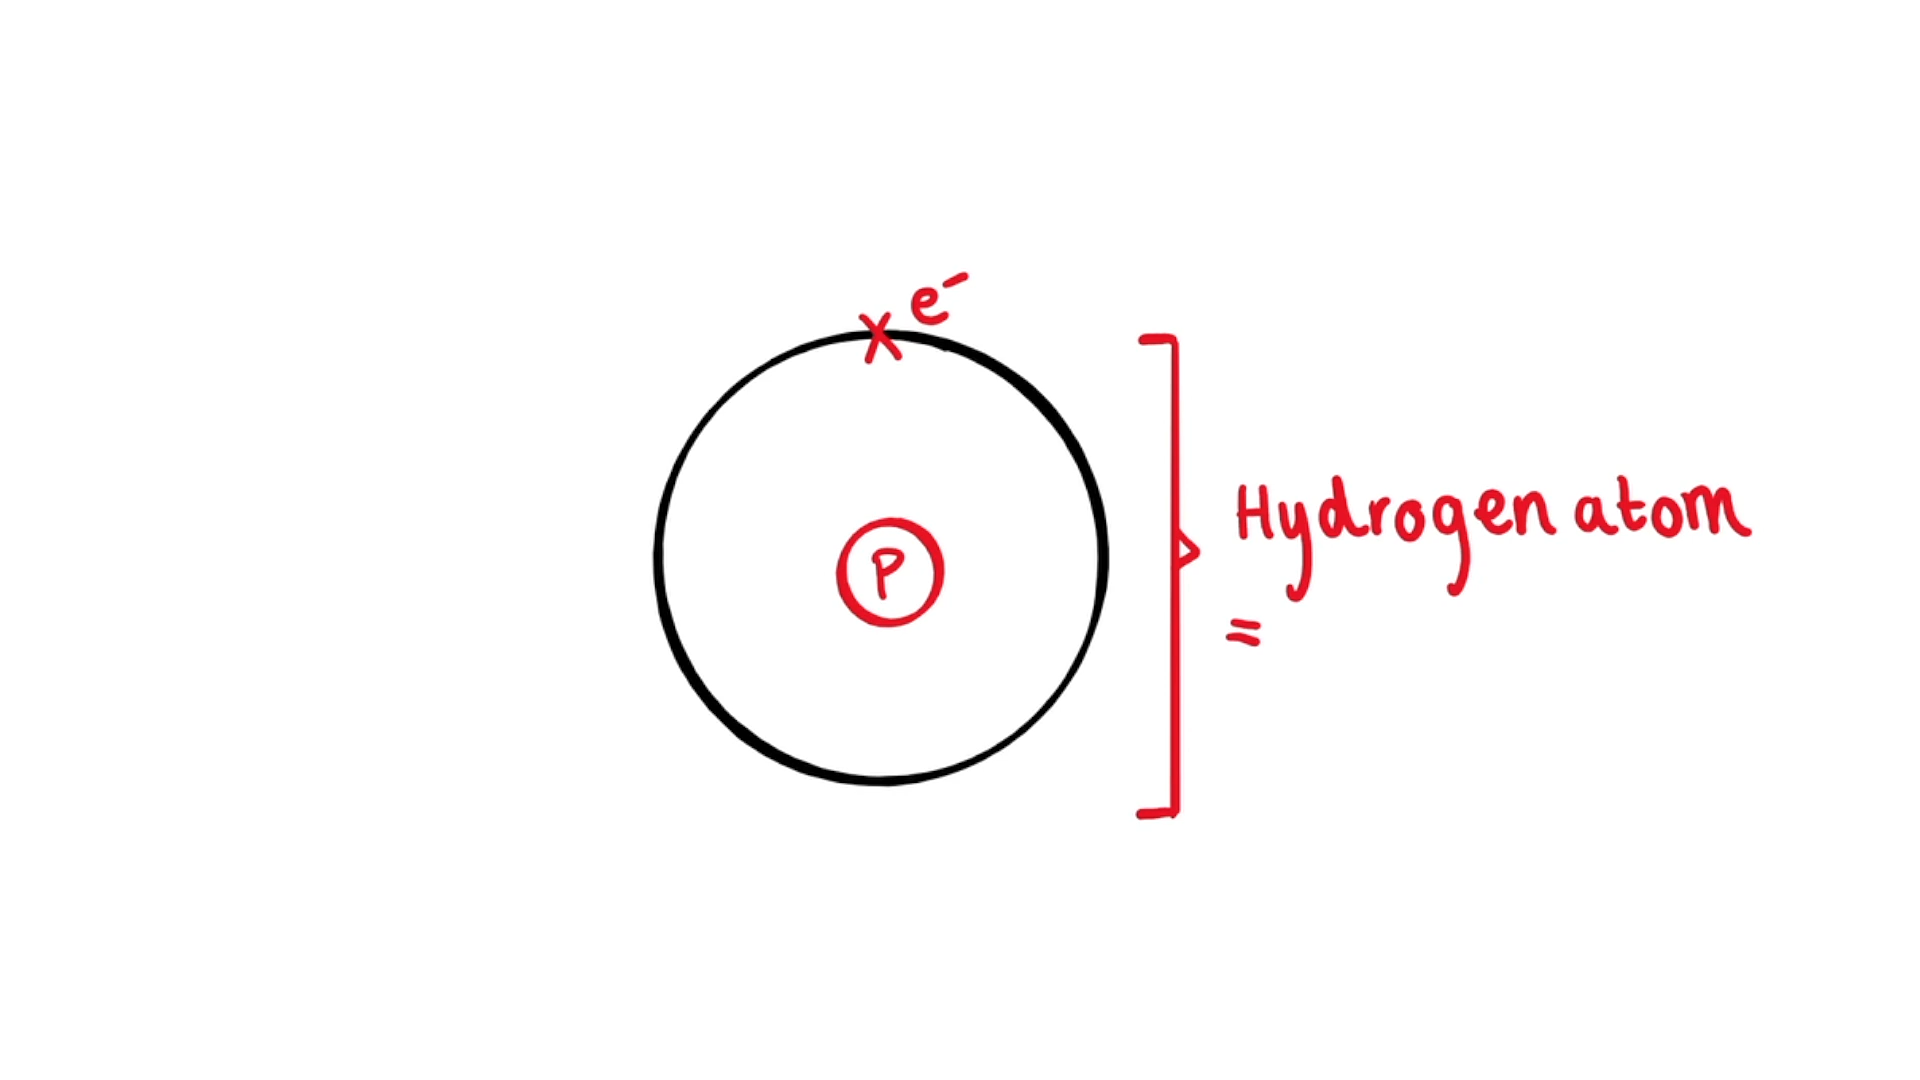 e⁻
P
Hydrogen atom
=